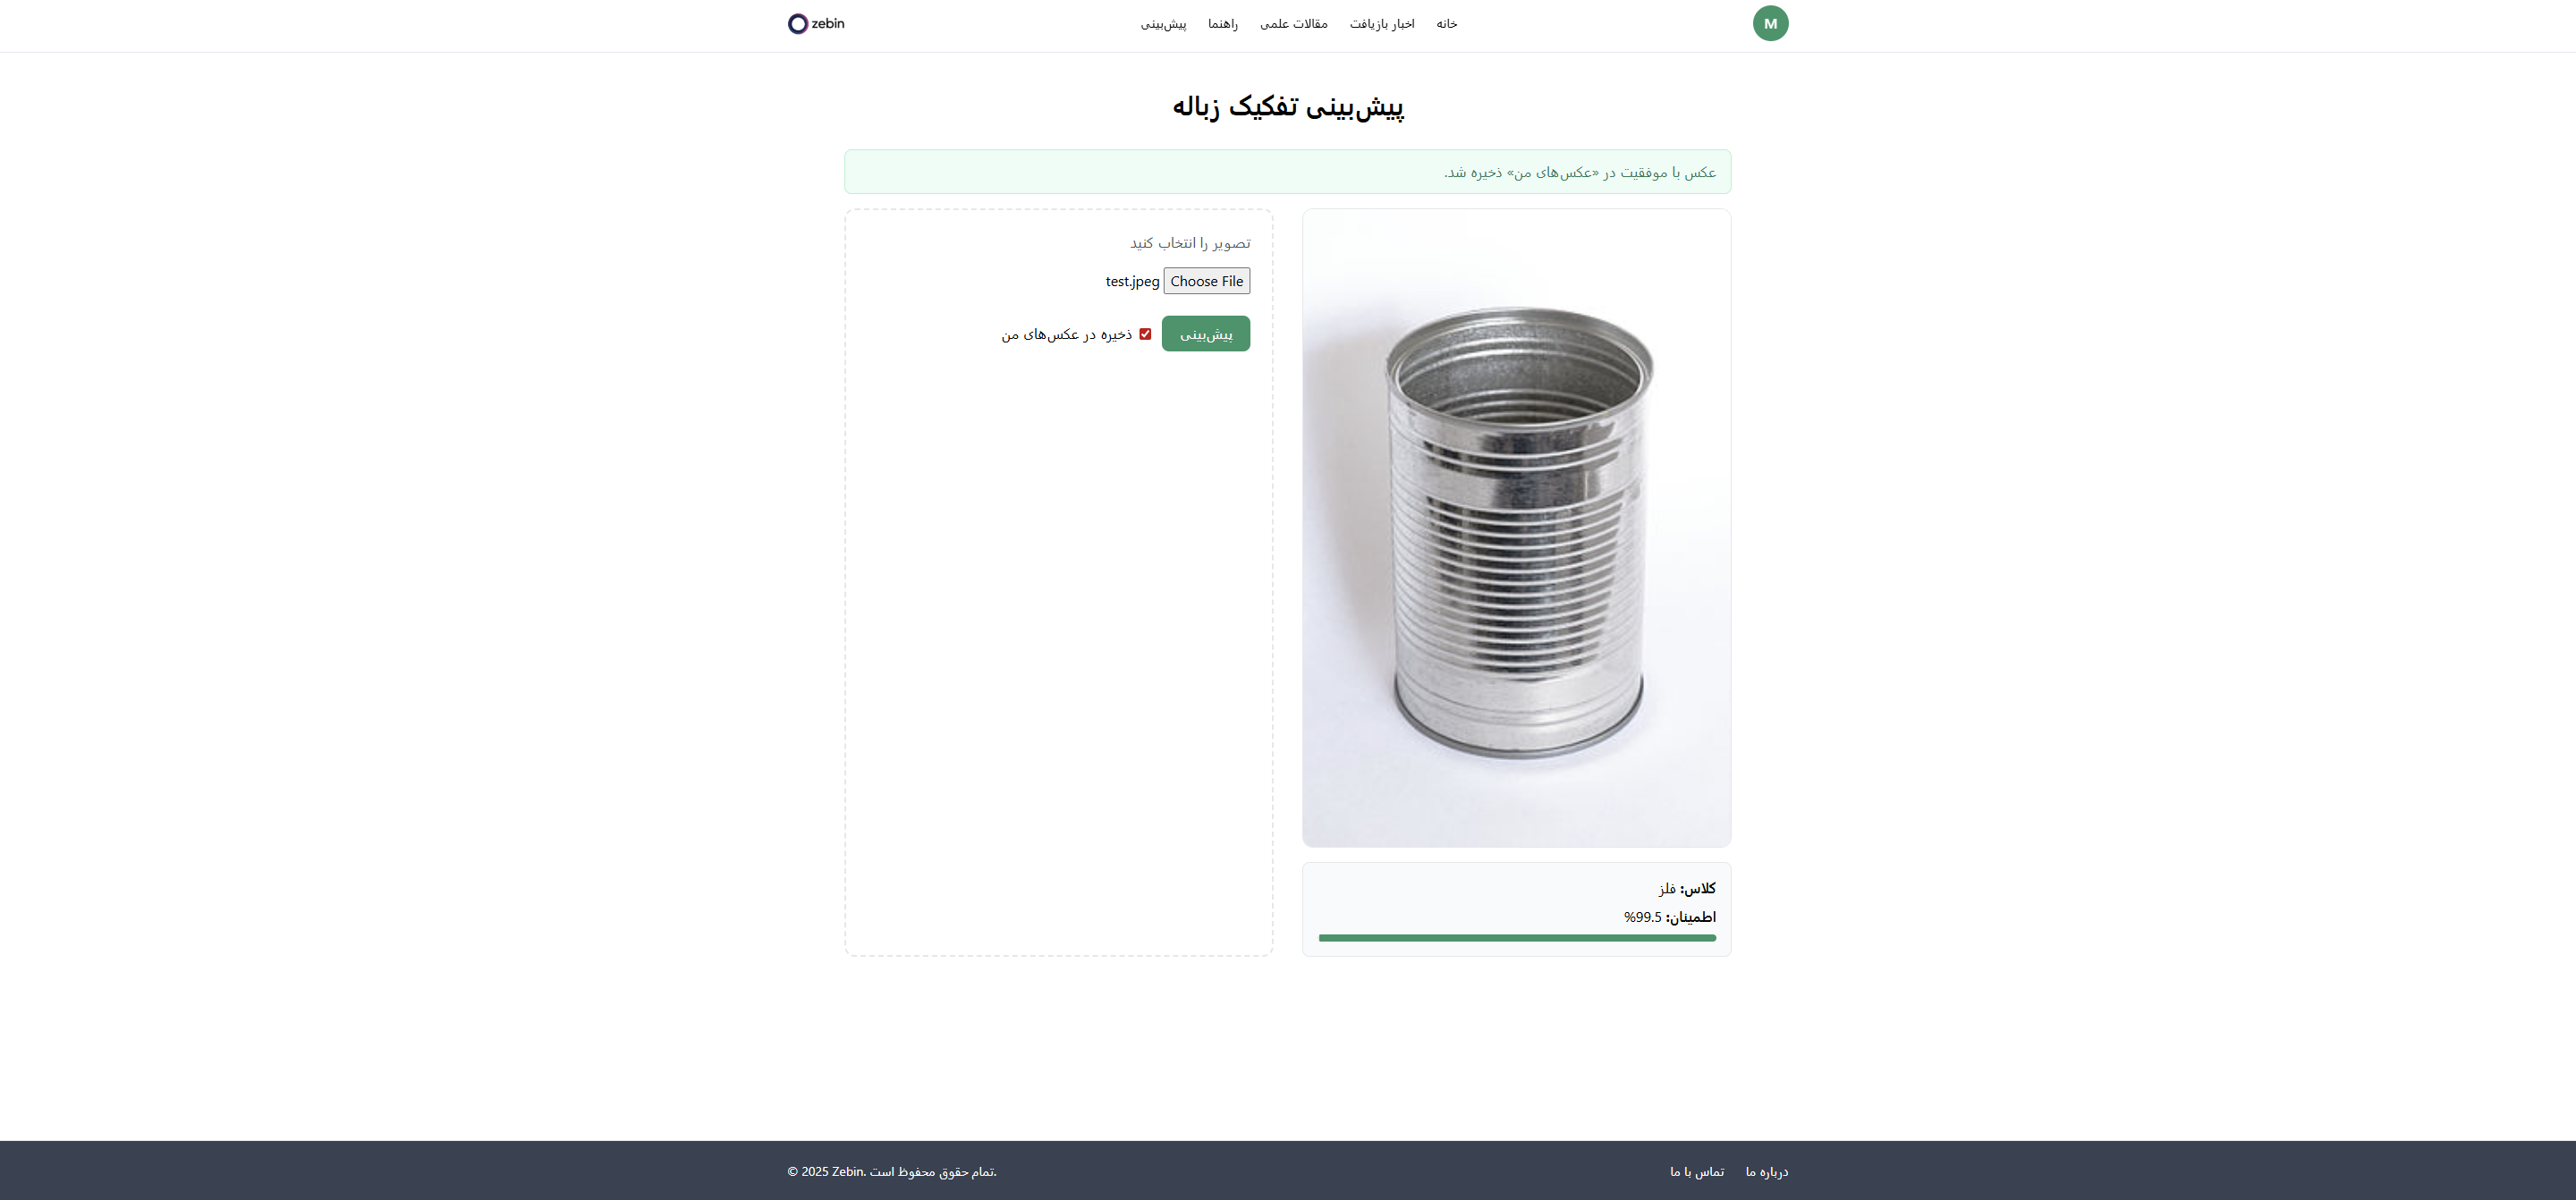 zebin
خانه
اخبار بازیافت
مقالات علمی
راهنما
پیش‌بینی
M
پیش‌بینی تفکیک زباله
عکس با موفقیت در «عکس‌های من» ذخیره شد.
تصویر را انتخاب کنید
Choose File test.jpeg
پیش‌بینی
ذخیره در عکس‌های من
کلاس: فلز
اطمینان: 99.5%
درباره ما
تماس با ما
© 2025 Zebin. تمام حقوق محفوظ است.